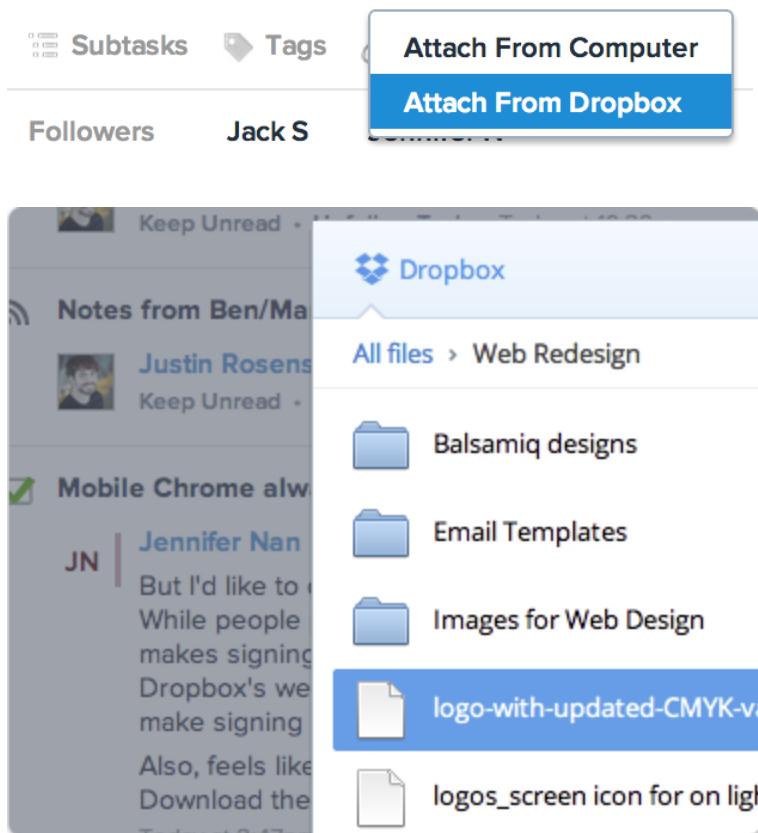 Subtasks Tags
Attach From Computer
Attach From Dropbox
Followers Jack S Jennifer N
Keep Unread •
Dropbox
Notes from Ben/Ma
Justin Rosens
Keep Unread •
All files › Web Redesign
Balsamiq designs
Email Templates
Images for Web Design
logo-with-updated-CMYK-va
logos_screen icon for on ligh
Mobile Chrome alw
JN Jennifer Nan
But I'd like to
While people
makes signing
Dropbox's we
make signing
Also, feels like
Download the